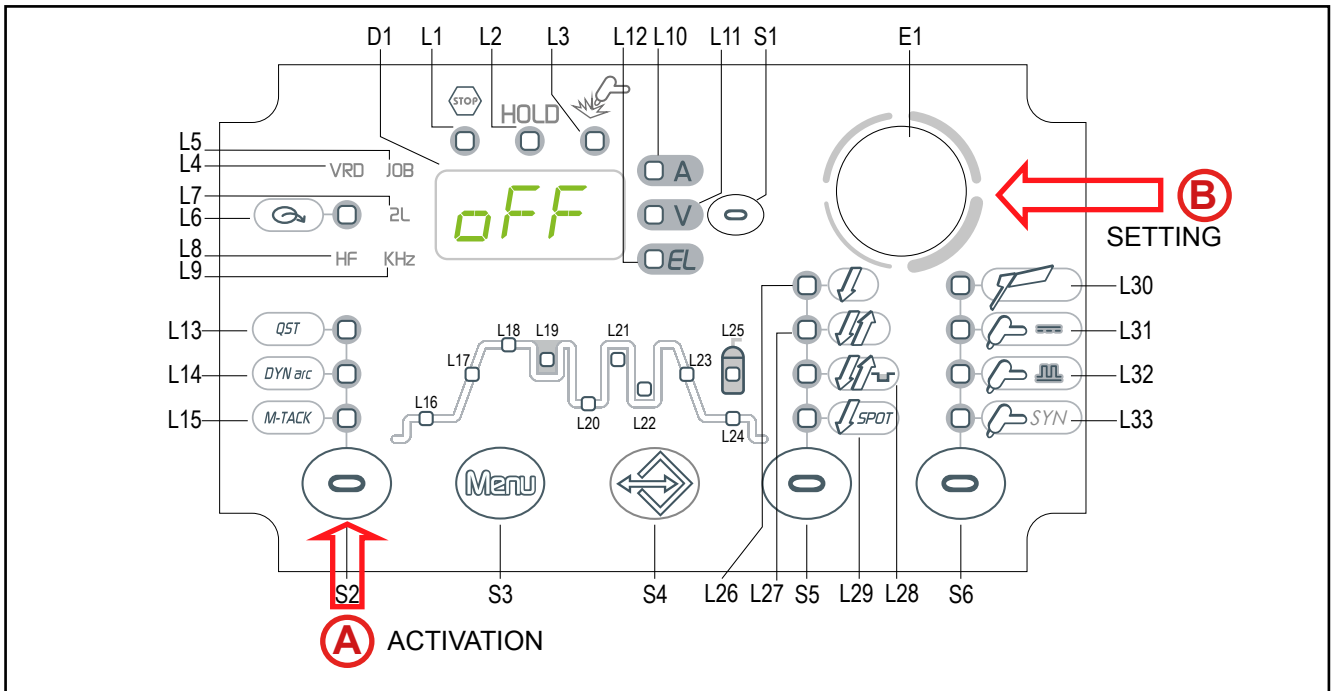 D1 L1 L2 L3 L12 L10 L11 S1 E1
STOP
HOLD
L5
L4 VRD JOB
A
L7
L6 2L
V
B
SETTING
oFF
L8
HF KHz
L9
EL
L30
L13 QST
L18 L19 L21 L25
L31
L14 DYN arc
L17 L23
L32
L15 M-TACK
L16 L20 L22 L24
SPOT
SYN L33
Menu
S2 S3 S4 L26 L27 S5 L29 L28 S6
A ACTIVATION